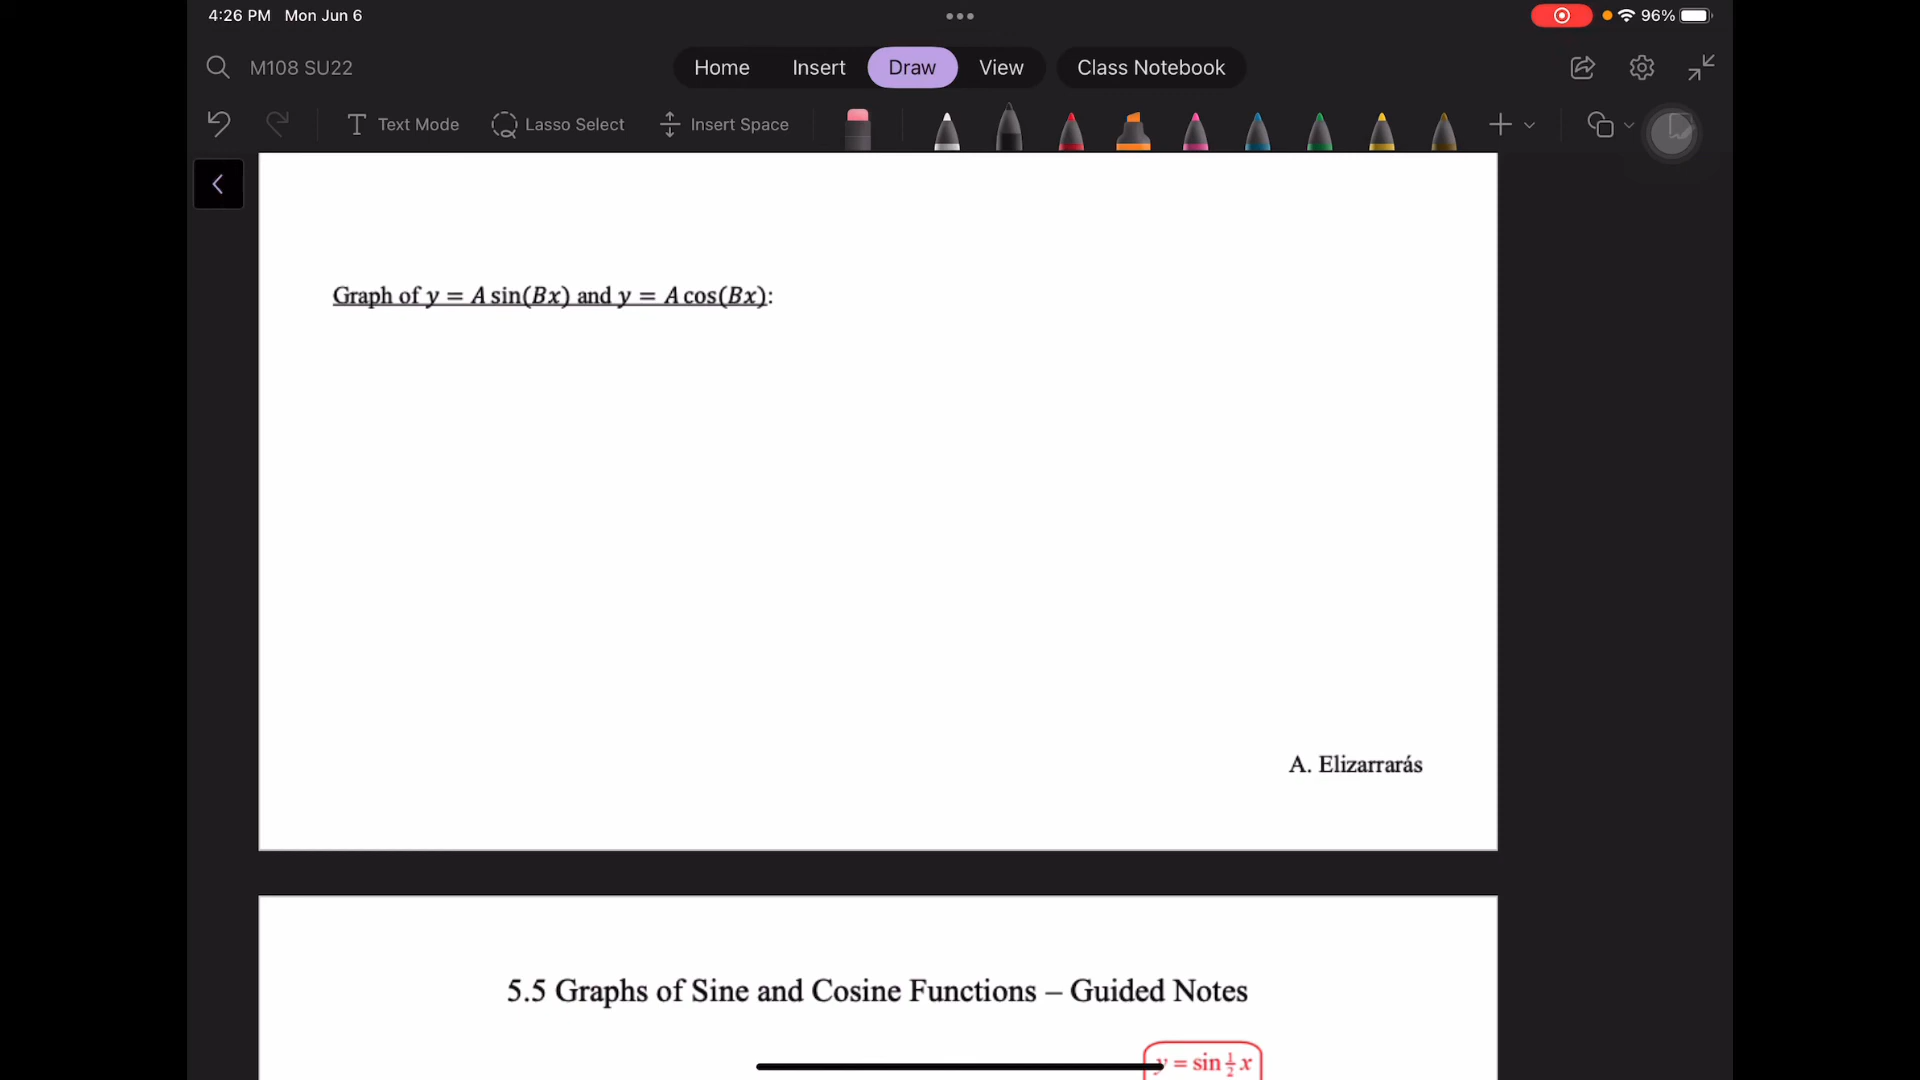 4:26 PM Mon Jun 6
96%
M108 SU22
Home Insert Draw View Class Notebook
Text Mode Lasso Select Insert Space
Graph of y = A sin(Bx) and y = A cos(Bx):
A. Elizarrarás
5.5 Graphs of Sine and Cosine Functions – Guided Notes
y = sin ½ x